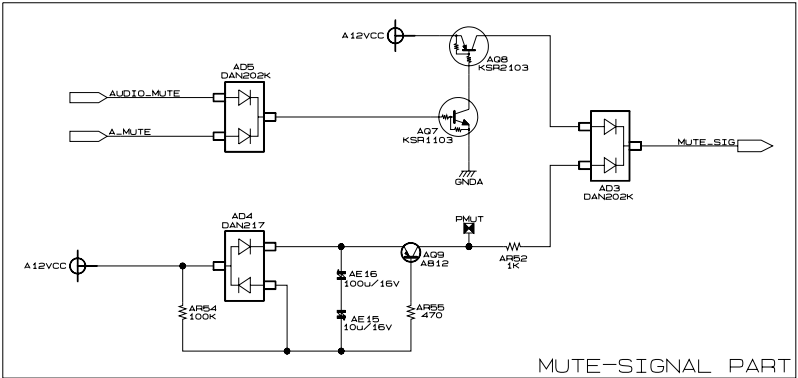 A12VCC
AQ8
KSR2103
AD5
DAN202K
AUDIO_MUTE
A_MUTE
AQ7
KSR1103
GNDA
MUTE_SIG
AD3
DAN202K
AD4
DAN217
PMUT
A12VCC
AQ9
A812
AR52
1K
AE16
100u/16V
AR54
100K
AE15
10u/16V
AR55
470
MUTE-SIGNAL PART